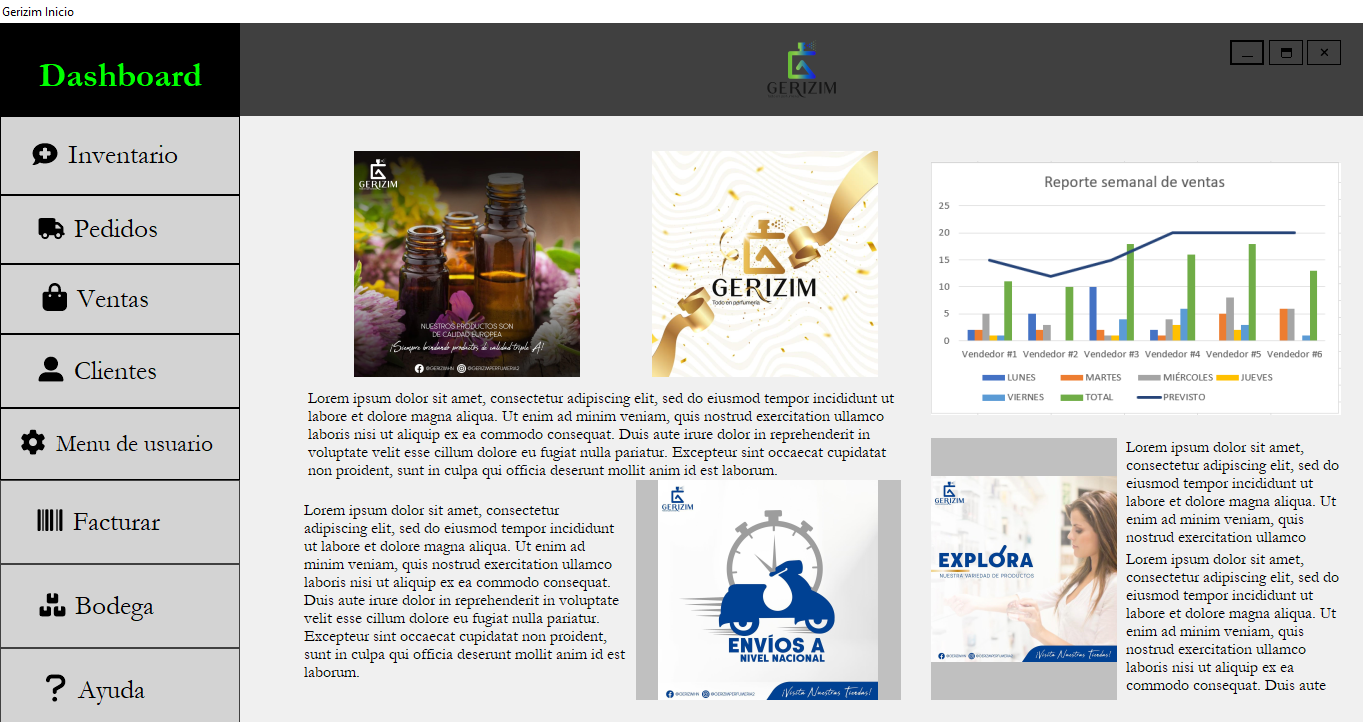 Gerizim Inicio
Dashboard
GERIZIM
Inventario
Pedidos
Ventas
Clientes
Menu de usuario
Facturar
Bodega
Ayuda
GERIZIM
NUESTROS PRODUCTOS SON
DE CALIDAD EUROPEA
¡Siempre brindando productos de calidad triple A!
@GERIZIMHN @GERIZIMPERFUMERIA2
GERIZIM
Todo en perfumería
Lorem ipsum dolor sit amet, consectetur adipiscing elit, sed do eiusmod tempor incididunt ut
labore et dolore magna aliqua. Ut enim ad minim veniam, quis nostrud exercitation ullamco
laboris nisi ut aliquip ex ea commodo consequat. Duis aute irure dolor in reprehenderit in
voluptate velit esse cillum dolore eu fugiat nulla pariatur. Excepteur sint occaecat cupidatat
non proident, sunt in culpa qui officia deserunt mollit anim id est laborum.
Lorem ipsum dolor sit amet, consectetur
adipiscing elit, sed do eiusmod tempor incididunt
ut labore et dolore magna aliqua. Ut enim ad
minim veniam, quis nostrud exercitation ullamco
laboris nisi ut aliquip ex ea commodo consequat.
Duis aute irure dolor in reprehenderit in voluptate
velit esse cillum dolore eu fugiat nulla pariatur.
Excepteur sint occaecat cupidatat non proident,
sunt in culpa qui officia deserunt mollit anim id est
laborum.
GERIZIM
ENVÍOS A
NIVEL NACIONAL
@GERIZIMHN @GERIZIMPERFUMERIA2
¡Visita Nuestras Tiendas!
Reporte semanal de ventas
25
20
15
10
5
0
Vendedor #1 Vendedor #2 Vendedor #3 Vendedor #4 Vendedor #5 Vendedor #6
LUNES MARTES MIÉRCOLES JUEVES
VIERNES TOTAL PREVISTO
GERIZIM
EXPLORA
NUESTRA VARIEDAD DE PRODUCTOS
@GERIZIMHN @GERIZIMPERFUMERIA2
¡Visita Nuestras Tiendas!
Lorem ipsum dolor sit amet,
consectetur adipiscing elit, sed do
eiusmod tempor incididunt ut
labore et dolore magna aliqua. Ut
enim ad minim veniam, quis
nostrud exercitation ullamco
Lorem ipsum dolor sit amet,
consectetur adipiscing elit, sed do
eiusmod tempor incididunt ut
labore et dolore magna aliqua. Ut
enim ad minim veniam, quis
nostrud exercitation ullamco
laboris nisi ut aliquip ex ea
commodo consequat. Duis aute